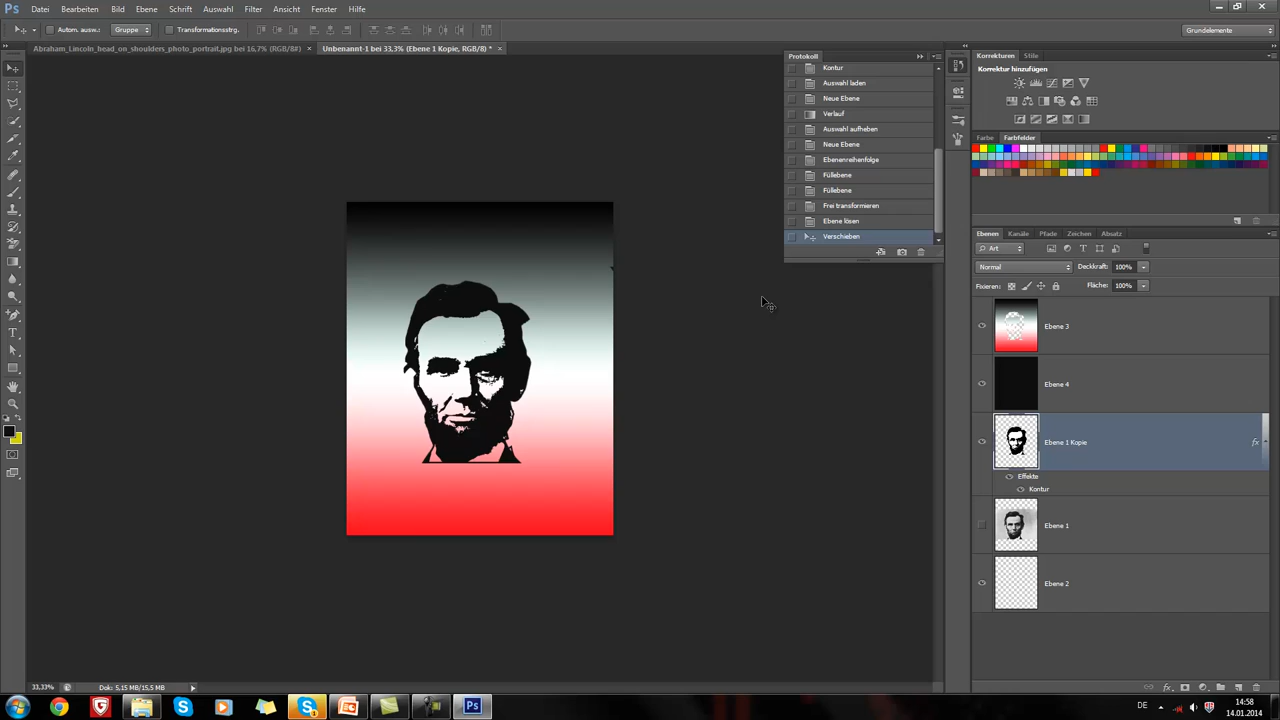 Ps Datei Bearbeiten Bild Ebene Schrift Auswahl Filter Ansicht Fenster Hilfe
Autom. ausw.: Gruppe Transformationsstrg. Grundelemente
Abraham_Lincoln_head_on_shoulders_photo_portrait.jpg bei 16,7% (RGB/8#) × Unbenannt-1 bei 33,3% (Ebene 1 Kopie, RGB/8) * ×
Protokoll
Kontur
Auswahl laden
Neue Ebene
Verlauf
Auswahl aufheben
Neue Ebene
Ebenenreihenfolge
Füllebene
Füllebene
Frei transformieren
Ebene lösen
Verschieben
Korrekturen Stile
Korrektur hinzufügen
Farbe Farbfelder
Ebenen Kanäle Pfade Zeichen Absatz
Art
Normal Deckkraft: 100%
Fixieren: Fläche: 100%
Ebene 3
Ebene 4
Ebene 1 Kopie fx
Effekte
Kontur
Ebene 1
Ebene 2
33,33% Dok: 5,15 MB/15,5 MB
DE 14:58
14.01.2014